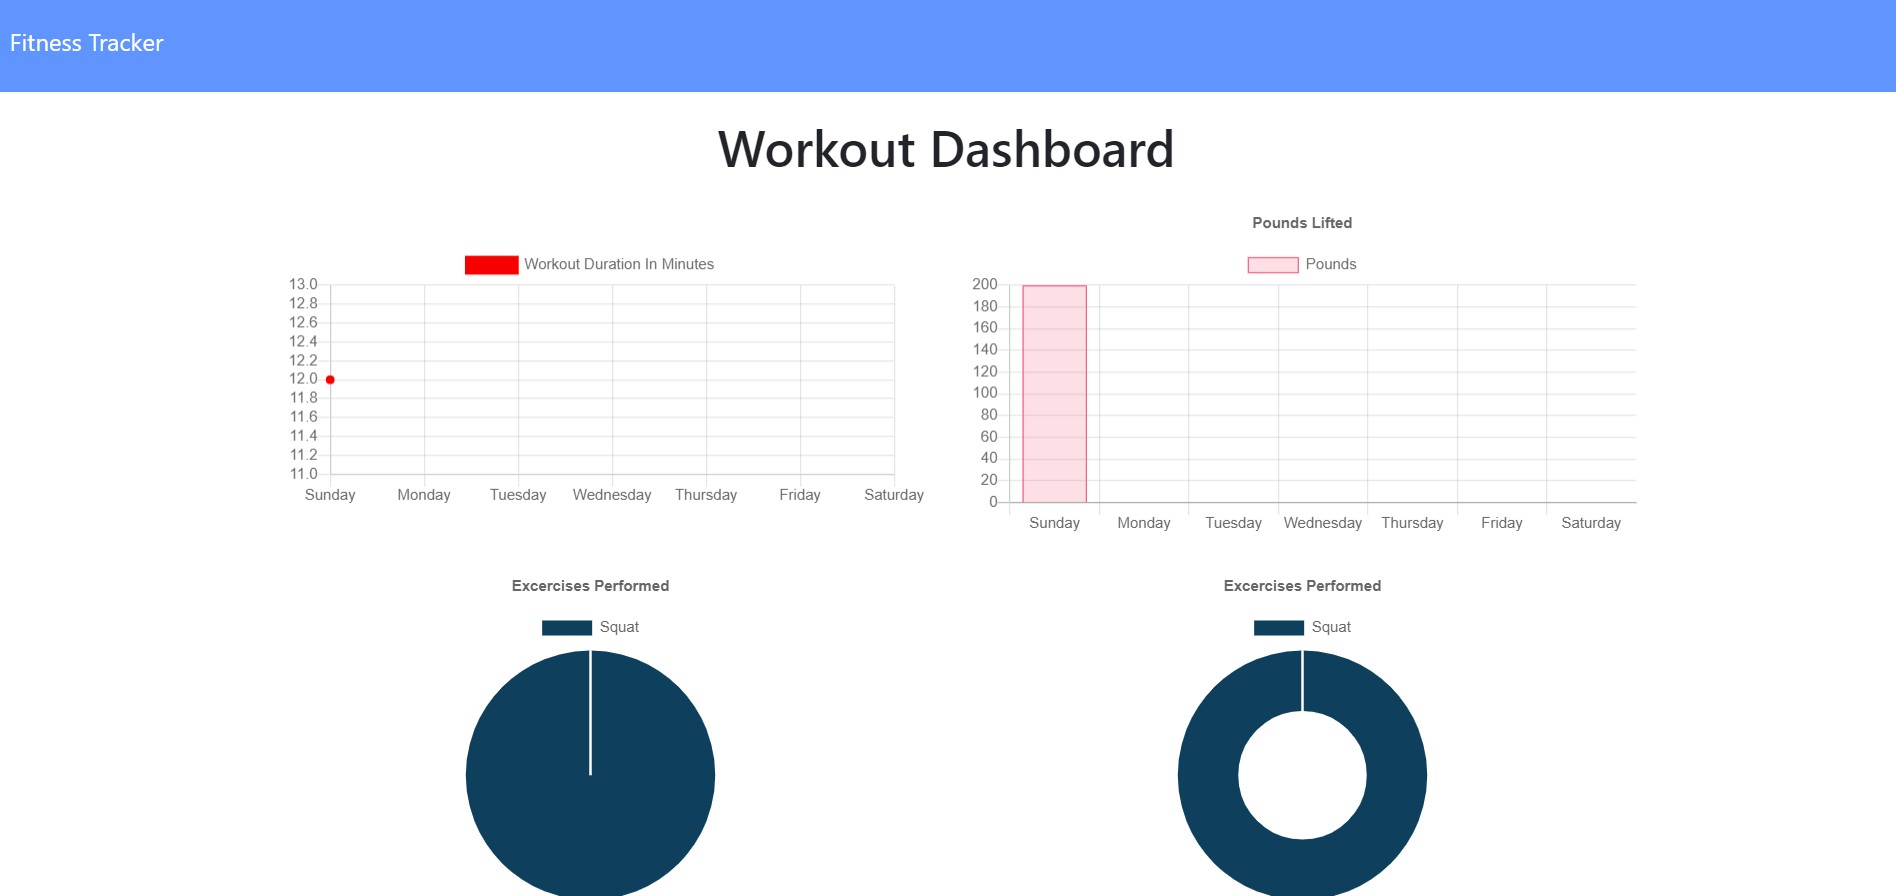 Fitness Tracker
Workout Dashboard
Workout Duration In Minutes
13.0
12.8
12.6
12.4
12.2
12.0
11.8
11.6
11.4
11.2
11.0
Sunday Monday Tuesday Wednesday Thursday Friday Saturday
Pounds Lifted
Pounds
200
180
160
140
120
100
80
60
40
20
0
Sunday Monday Tuesday Wednesday Thursday Friday Saturday
Excercises Performed
Squat
Excercises Performed
Squat